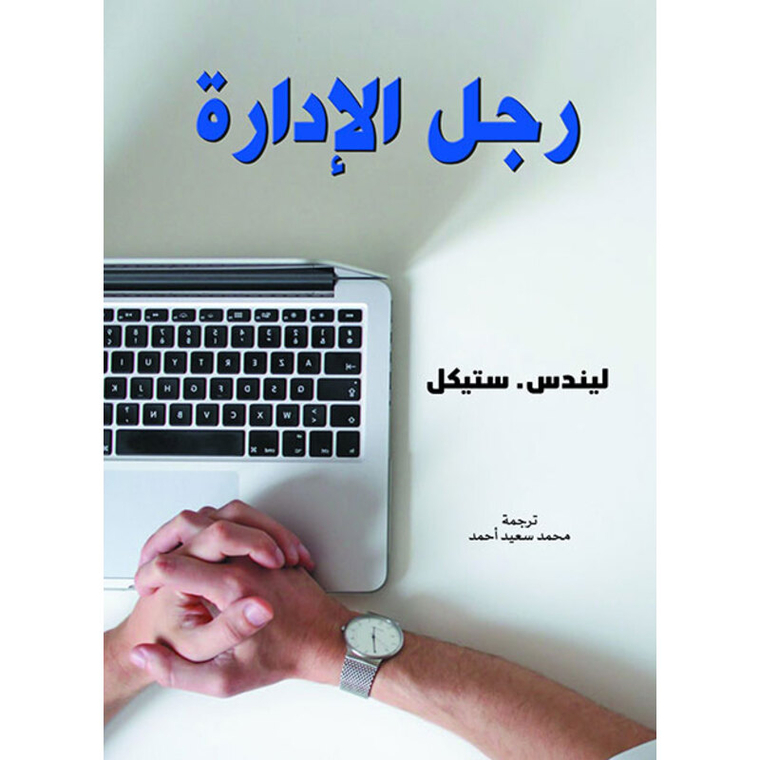 رجل الإدارة
ليندس. ستيكل
ترجمة
محمد سعيد أحمد